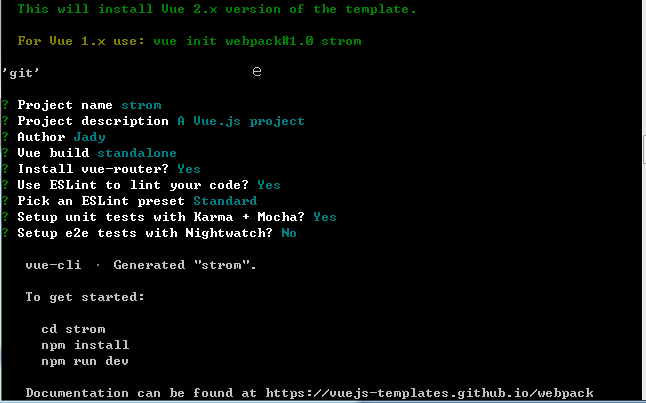 This will install Vue 2.x version of the template.
For Vue 1.x use: vue init webpack#1.0 strom
'git'
e
? Project name strom
? Project description A Vue.js project
? Author Jady
? Vue build standalone
? Install vue-router? Yes
? Use ESLint to lint your code? Yes
? Pick an ESLint preset Standard
? Setup unit tests with Karma + Mocha? Yes
? Setup e2e tests with Nightwatch? No
vue-cli · Generated "strom".
To get started:
cd strom
npm install
npm run dev
Documentation can be found at https://vuejs-templates.github.io/webpack